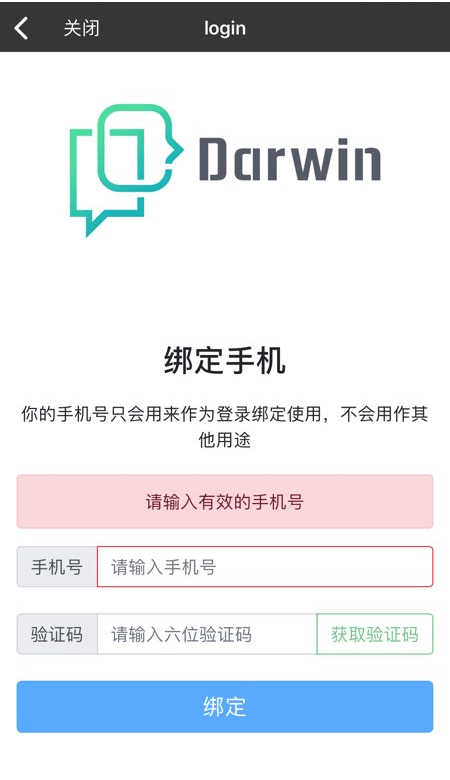 关闭
login
Darwin
绑定手机
你的手机号只会用来作为登录绑定使用，不会用作其
他用途
请输入有效的手机号
手机号 请输入手机号
验证码 请输入六位验证码 获取验证码
绑定